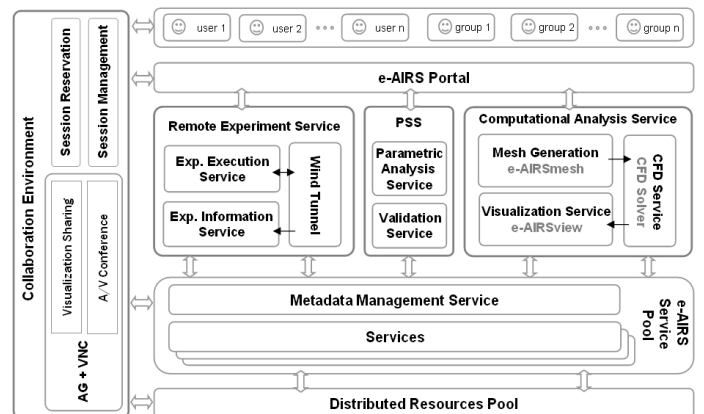 Collaboration Environment
Session Reservation
Session Management
Visualization Sharing
A/V Conference
AG + VNC
user 1
user 2
user n
group 1
group 2
group n
e-AIRS Portal
Remote Experiment Service
Exp. Execution
Service
Exp. Information
Service
Wind Tunnel
PSS
Parametric
Analysis
Service
Validation
Service
Computational Analysis Service
Mesh Generation
e-AIRSmesh
Visualization Service
e-AIRSview
CFD Service
CFD Solver
Metadata Management Service
Services
e-AIRS
Service
Pool
Distributed Resources Pool